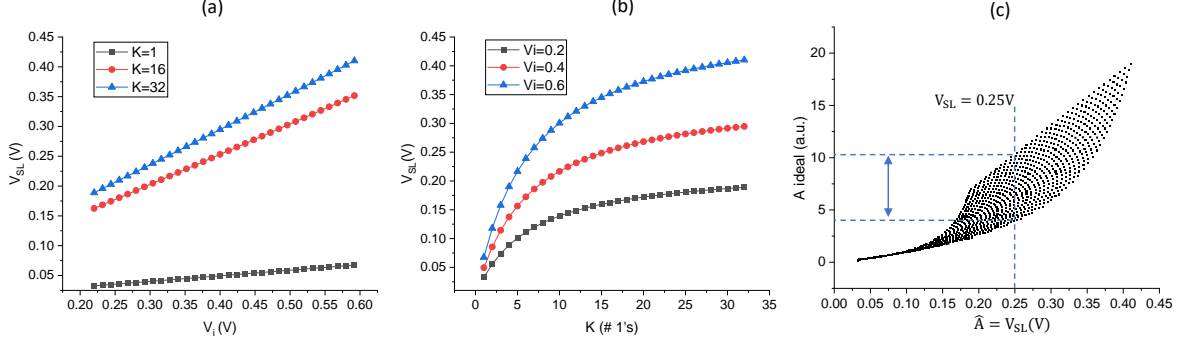 (a)
K=1
K=16
K=32
0.45
0.40
0.35
0.30
0.25
0.20
0.15
0.10
0.05
V_SL (V)
0.20 0.25 0.30 0.35 0.40 0.45 0.50 0.55 0.60
V_i (V)
(b)
Vi=0.2
Vi=0.4
Vi=0.6
0.45
0.40
0.35
0.30
0.25
0.20
0.15
0.10
0.05
V_SL (V)
0 5 10 15 20 25 30 35
K (# 1's)
(c)
V_SL = 0.25V
20
15
10
5
0
A ideal (a.u.)
0.00 0.05 0.10 0.15 0.20 0.25 0.30 0.35 0.40 0.45
Â = V_SL(V)